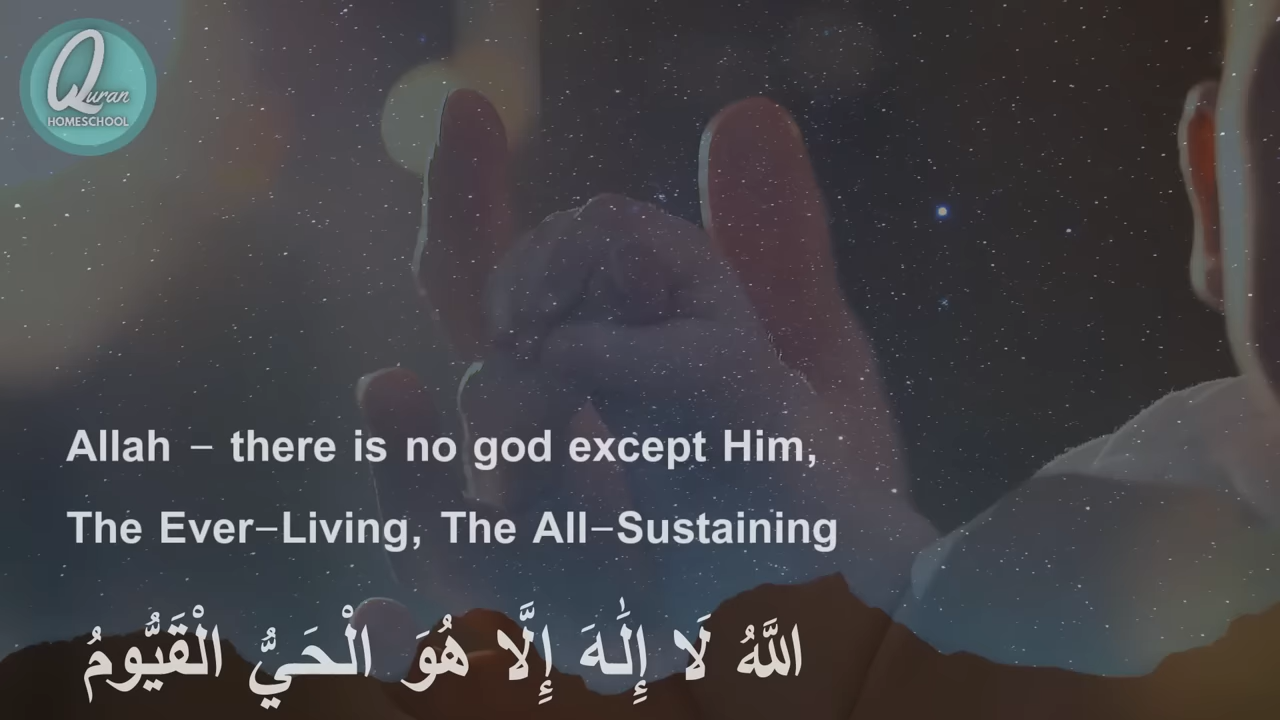 Quran
HOMESCHOOL
Allah – there is no god except Him,
The Ever–Living, The All–Sustaining
اللَّهُ لَا إِلَٰهَ إِلَّا هُوَ الْحَيُّ الْقَيُّومُ